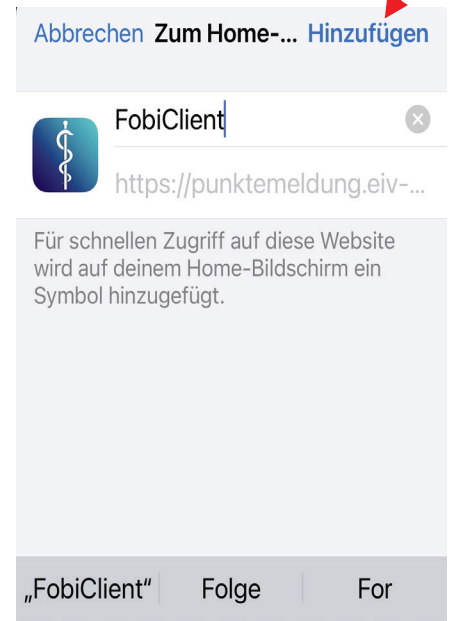 Abbrechen Zum Home-... Hinzufügen
FobiClient
https://punktemeldung.eiv-...
Für schnellen Zugriff auf diese Website
wird auf deinem Home-Bildschirm ein
Symbol hinzugefügt.
„FobiClient“ Folge For